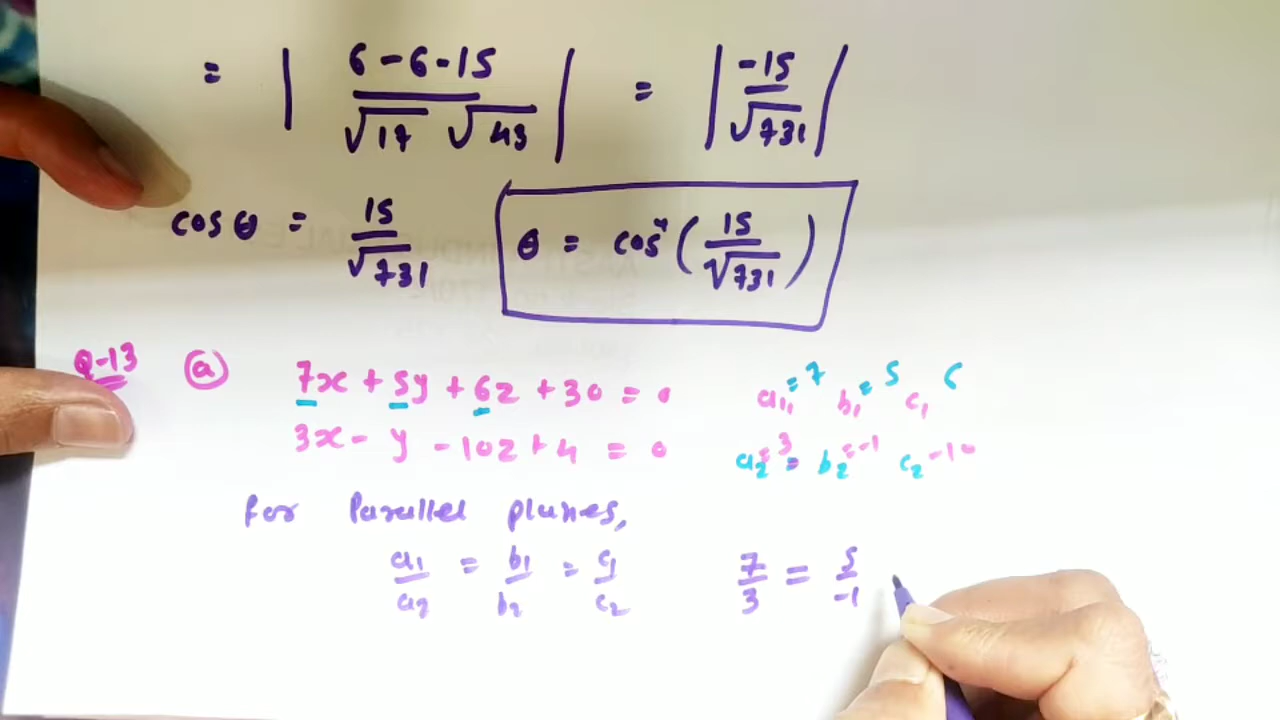 = | 6-6-15 / √17 √43 | = | -15 / √731 |
cos θ = 15 / √731 θ = cos⁻¹ ( 15 / √731 )
Q-13 (a) 7x + 5y + 6z + 30 = 0 a₁ = 7 b₁ = 5 c₁ 6
3x - y - 10z + 4 = 0 a₂ = 3 b₂ = -1 c₂ -10
For Parallel planes,
a₁/a₂ = b₁/b₂ = c₁/c₂ 7/3 = 5/-1